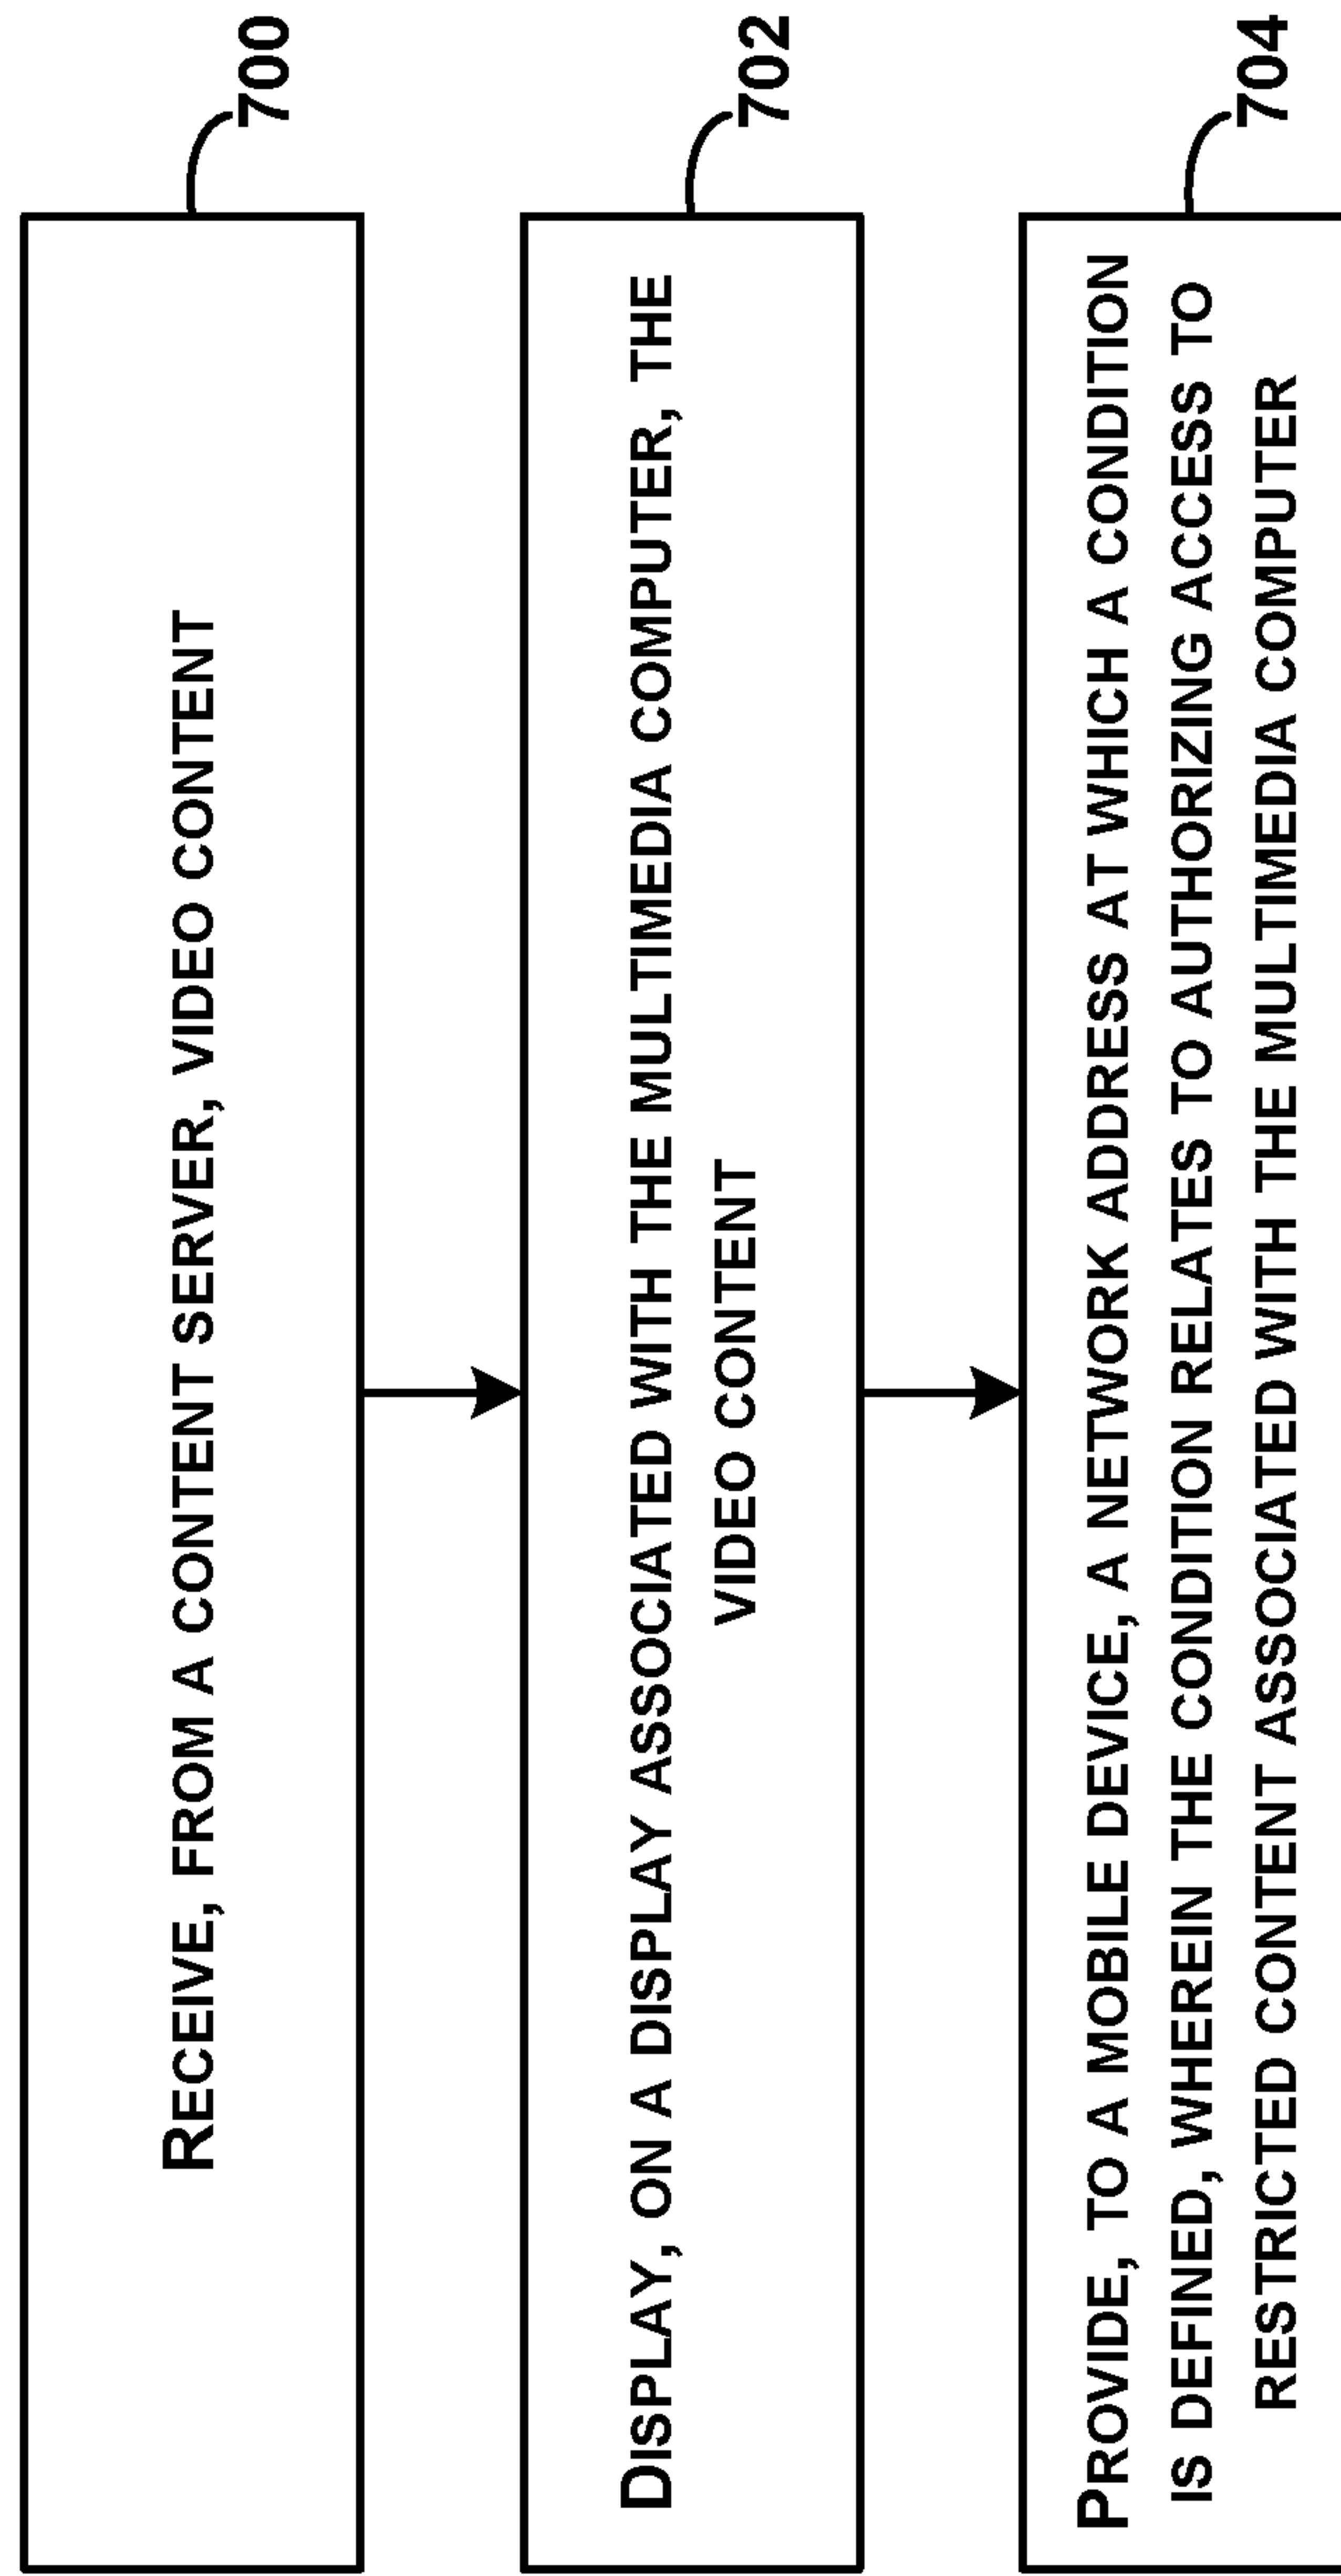 RECEIVE, FROM A CONTENT SERVER, VIDEO CONTENT
700
DISPLAY, ON A DISPLAY ASSOCIATED WITH THE MULTIMEDIA COMPUTER, THE
VIDEO CONTENT
702
PROVIDE, TO A MOBILE DEVICE, A NETWORK ADDRESS AT WHICH A CONDITION
IS DEFINED, WHEREIN THE CONDITION RELATES TO AUTHORIZING ACCESS TO
RESTRICTED CONTENT ASSOCIATED WITH THE MULTIMEDIA COMPUTER
704